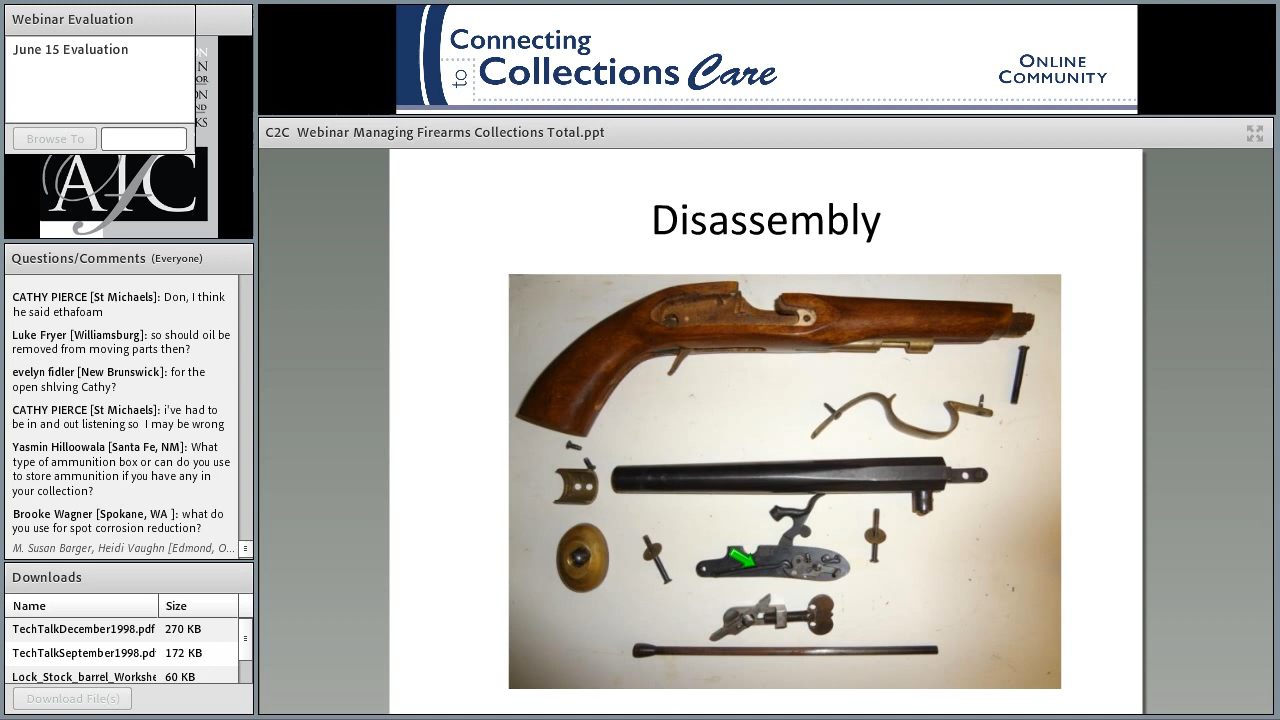 Webinar Evaluation
June 15 Evaluation
Browse To
AIC
Connecting
to Collections Care
ONLINE
COMMUNITY
C2C Webinar Managing Firearms Collections Total.ppt
Disassembly
Questions/Comments (Everyone)
CATHY PIERCE [St Michaels]: Don, I think
he said ethafoam
Luke Fryer [Williamsburg]: so should oil be
removed from moving parts then?
evelyn fidler [New Brunswick]: for the
open shlving Cathy?
CATHY PIERCE [St Michaels]: i've had to
be in and out listening so I may be wrong
Yasmin Hilloowala [Santa Fe, NM]: What
type of ammunition box or can do you use
to store ammunition if you have any in
your collection?
Brooke Wagner [Spokane, WA ]: what do
you use for spot corrosion reduction?
M. Susan Barger, Heidi Vaughn [Edmond, O...
Downloads
Name Size
TechTalkDecember1998.pdf 270 KB
TechTalkSeptember1998.pd 172 KB
Lock_Stock_barrel_Workshe 60 KB
Download File(s)